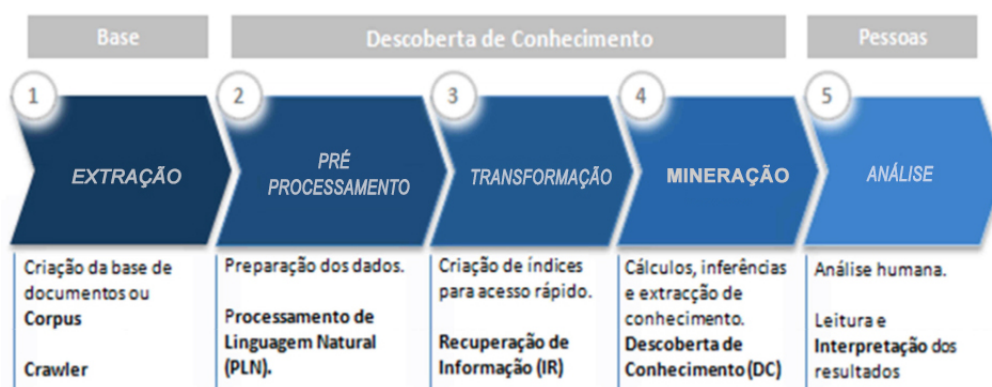 Base
Descoberta de Conhecimento
Pessoas
1
2
3
4
5
EXTRAÇÃO
PRÉ
PROCESSAMENTO
TRANSFORMAÇÃO
MINERAÇÃO
ANÁLISE
Criação da base de
documentos ou
Corpus
Crawler
Preparação dos dados.
Processamento de
Linguagem Natural
(PLN).
Criação de índices
para acesso rápido.
Recuperação de
Informação (IR)
Cálculos, inferências
e extracção de
conhecimento.
Descoberta de
Conhecimento (DC)
Análise humana.
Leitura e
Interpretação dos
resultados